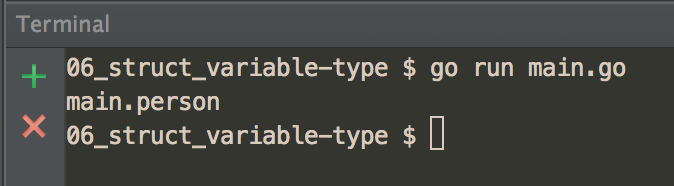 Terminal
06_struct_variable-type $ go run main.go
main.person
06_struct_variable-type $